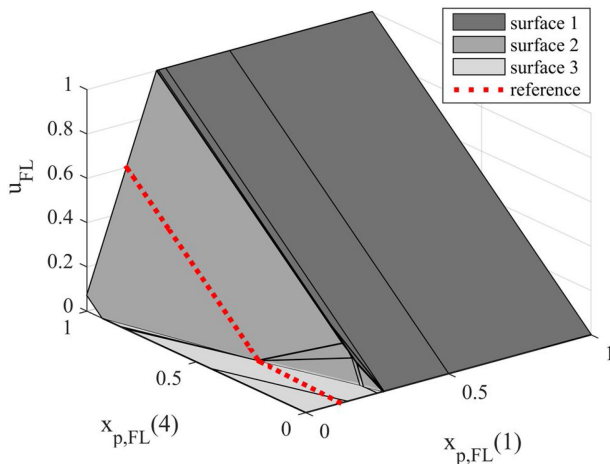 surface 1
surface 2
surface 3
reference
1
0.8
0.6
0.4
0.2
0
u_FL
1
0.5
0
x_p,FL(4)
0
0.5
1
x_p,FL(1)